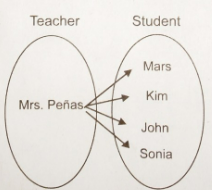 Teacher Student
Mars
Kim
Mrs. Peñas
John
Sonia